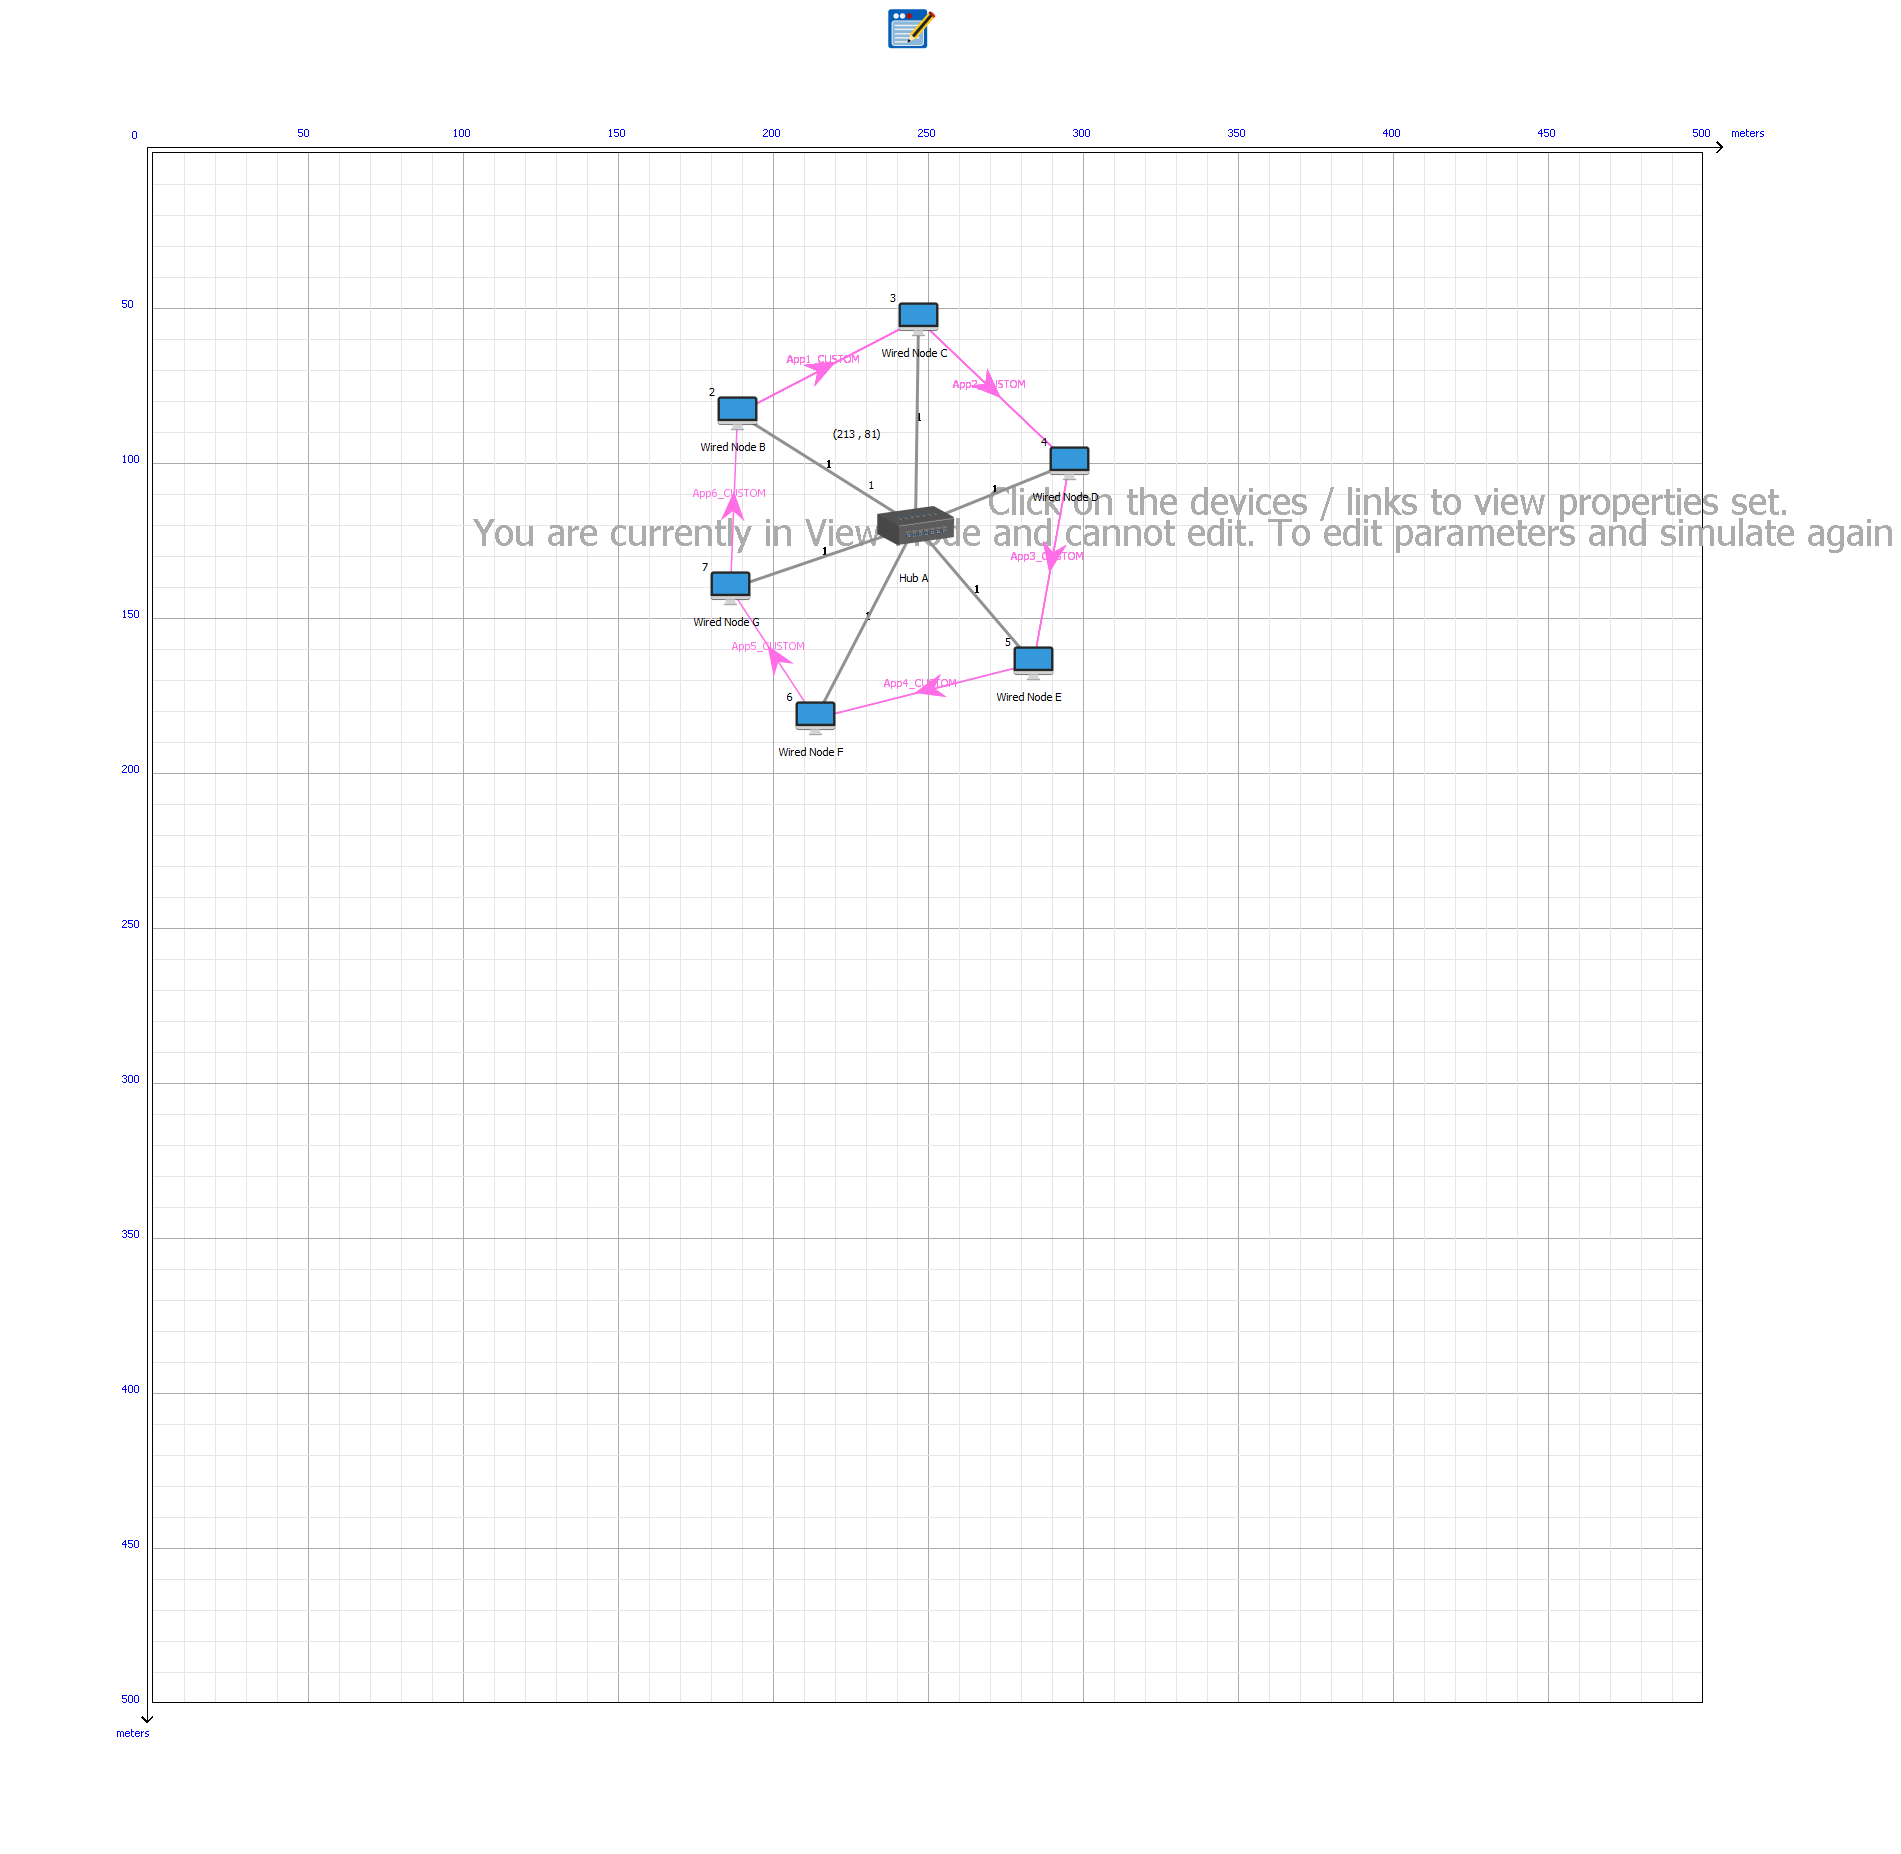 0 50 100 150 200 250 300 350 400 450 500 meters
50
100
150
200
250
300
350
400
450
500
meters
3
Wired Node C
App1_CUSTOM
App2_CUSTOM
2
Wired Node B
1
(213 , 81)
4
Wired Node D
1
1
1
App6_CUSTOM
Click on the devices / links to view properties set.
You are currently in View Mode and cannot edit. To edit parameters and simulate again
1
App3_CUSTOM
7
Hub A
1
Wired Node G
1
5
App5_CUSTOM
App4_CUSTOM
Wired Node E
6
Wired Node F